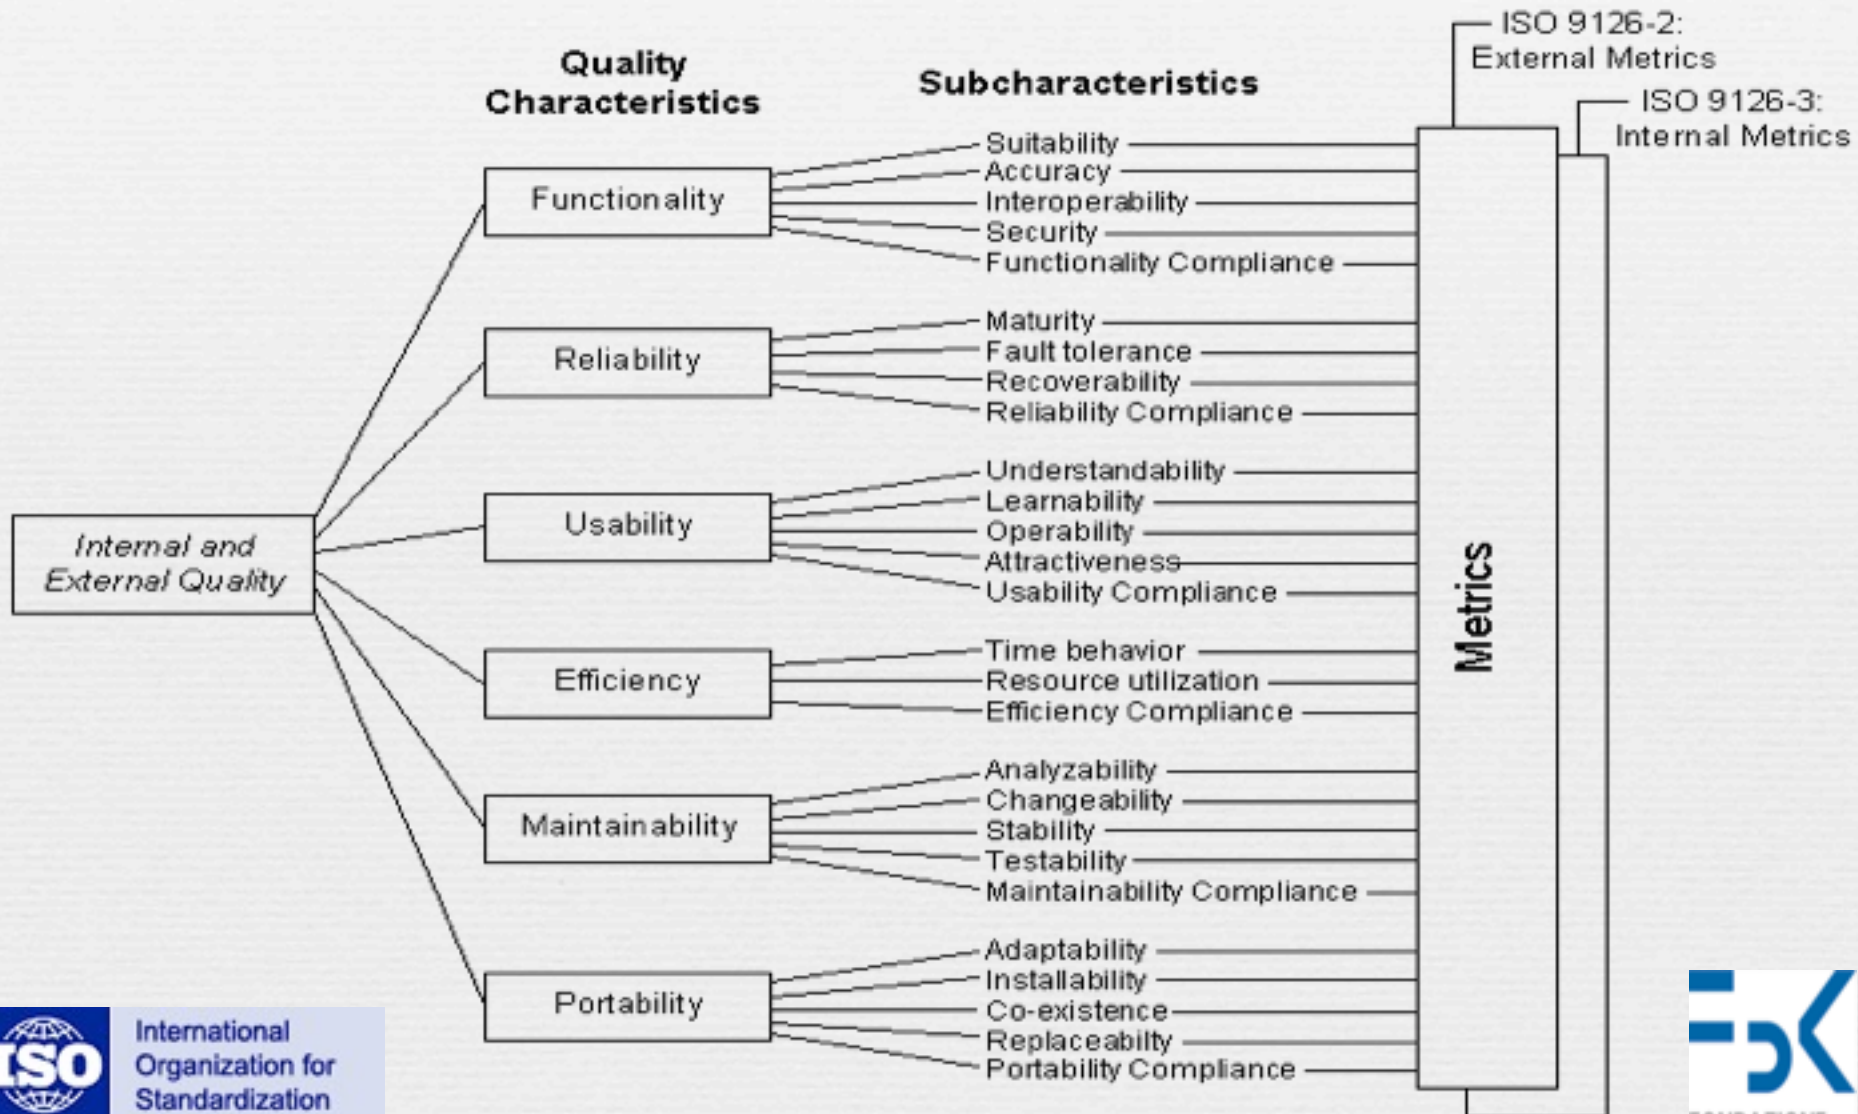 ISO 9126-2:
External Metrics
ISO 9126-3:
Internal Metrics
Quality
Characteristics
Subcharacteristics
Internal and
External Quality
Functionality
Suitability
Accuracy
Interoperability
Security
Functionality Compliance
Reliability
Maturity
Fault tolerance
Recoverability
Reliability Compliance
Usability
Understandability
Learnability
Operability
Attractiveness
Usability Compliance
Efficiency
Time behavior
Resource utilization
Efficiency Compliance
Maintainability
Analyzability
Changeability
Stability
Testability
Maintainability Compliance
Portability
Adaptability
Installability
Co-existence
Replaceabilty
Portability Compliance
Metrics
ISO
International
Organization for
Standardization
FBK